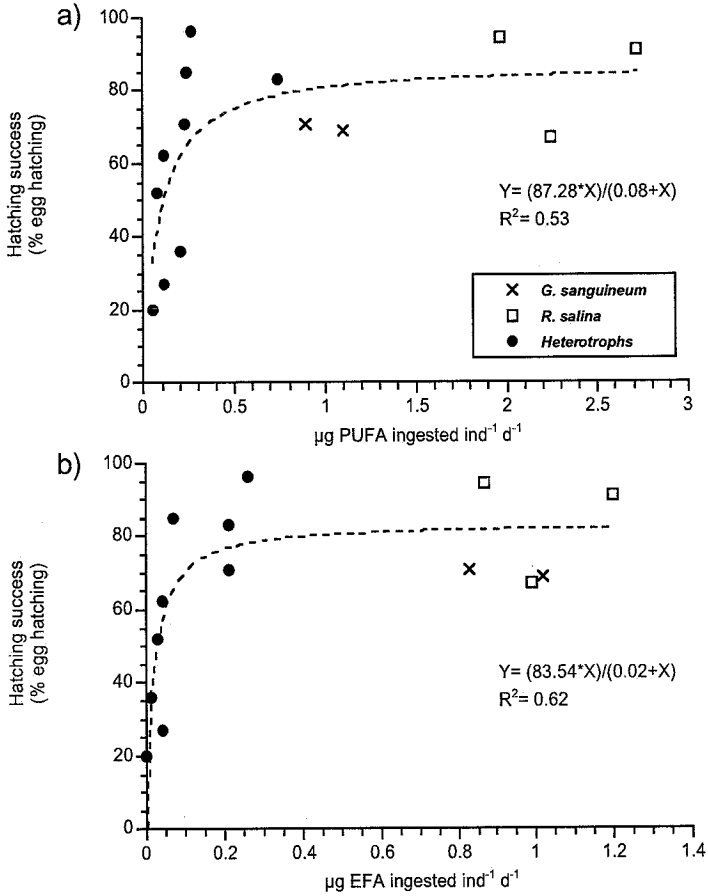 a)
100
80
60
40
20
0
Hatching success
(% egg hatching)
Y= (87.28*X)/(0.08+X)
R²= 0.53
G. sanguineum
R. salina
Heterotrophs
0 0.5 1 1.5 2 2.5 3
µg PUFA ingested ind⁻¹ d⁻¹
b)
100
80
60
40
20
0
Hatching success
(% egg hatching)
Y= (83.54*X)/(0.02+X)
R²= 0.62
0 0.2 0.4 0.6 0.8 1.0 1.2 1.4
µg EFA ingested ind⁻¹ d⁻¹